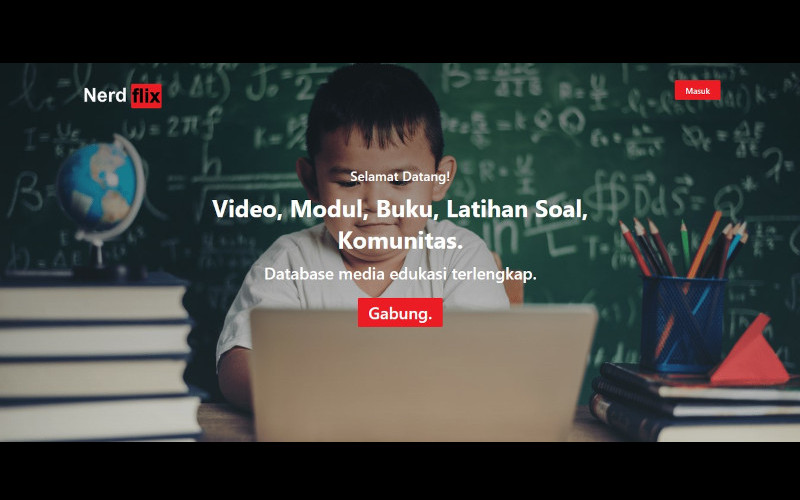 Nerd flix
Masuk
Selamat Datang!
Video, Modul, Buku, Latihan Soal,
Komunitas.
Database media edukasi terlengkap.
Gabung.